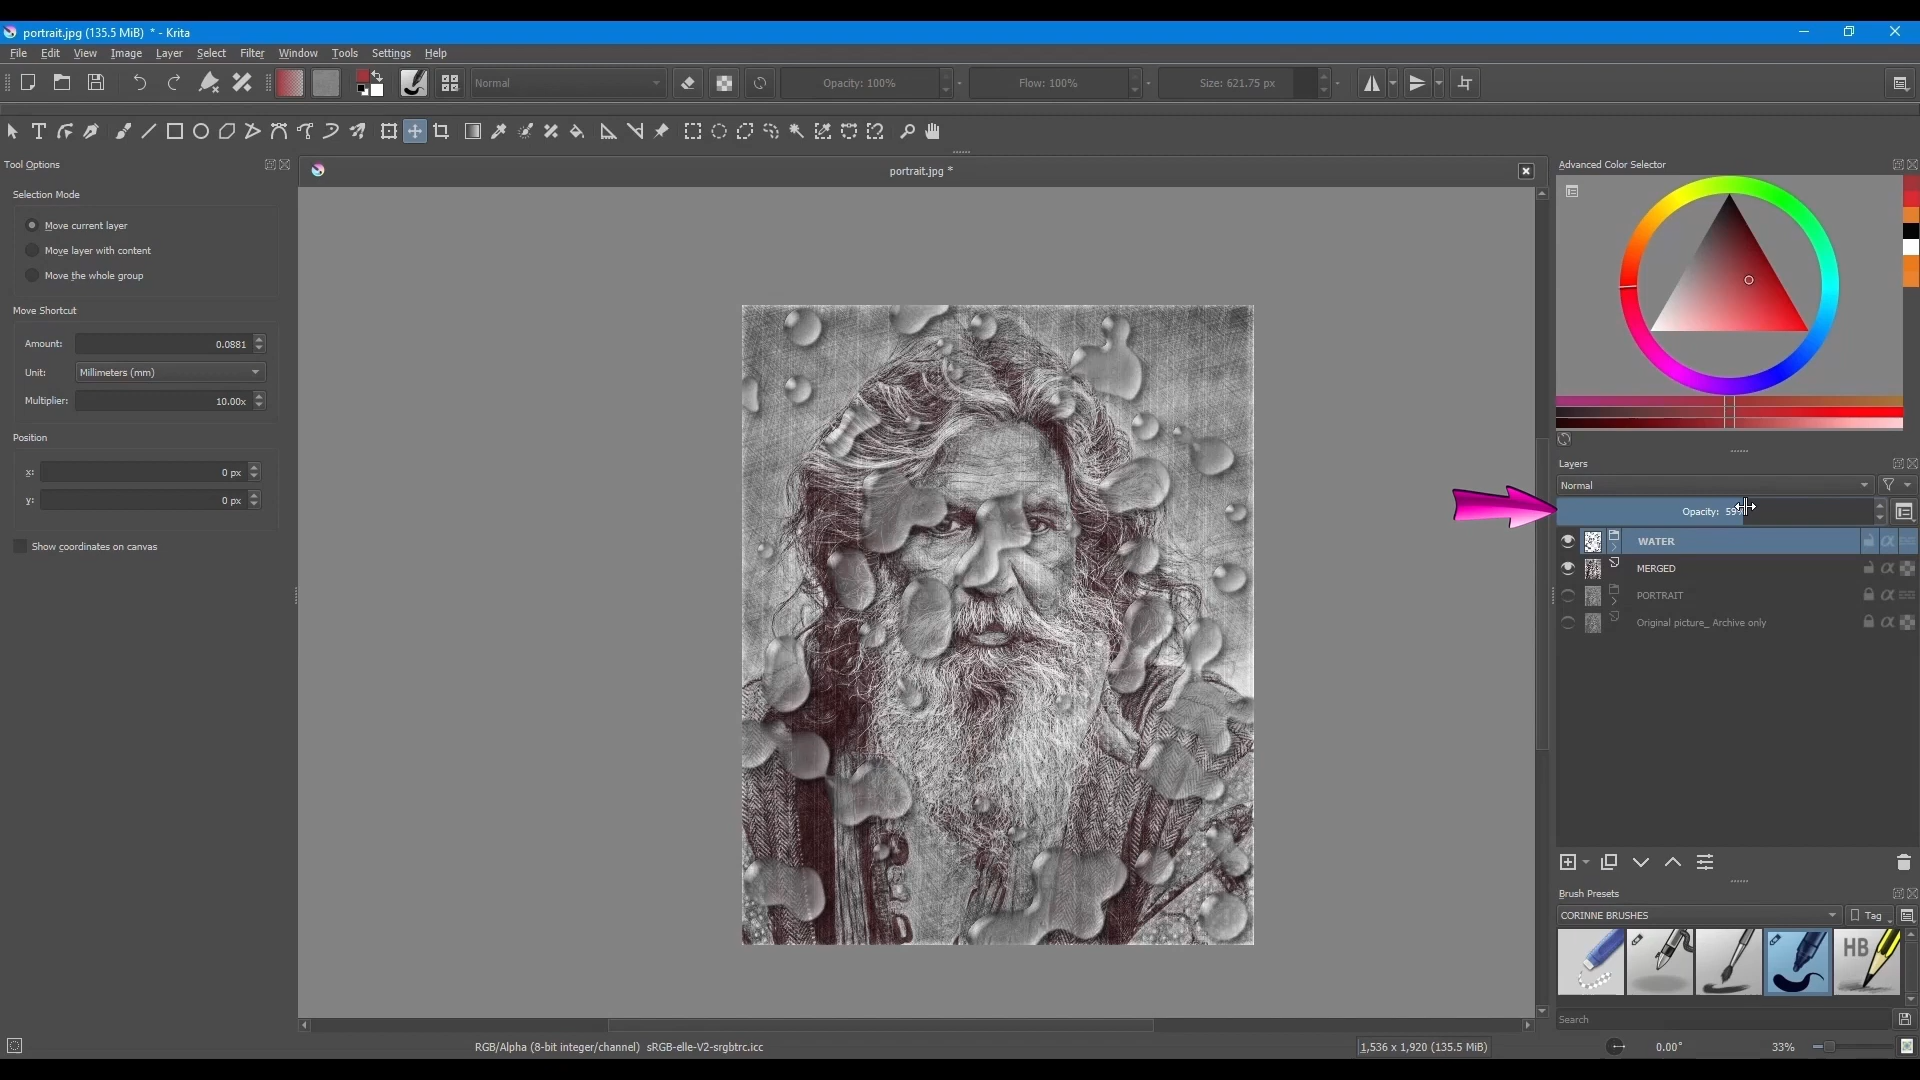 portrait.jpg (135.5 MiB)  * - Krita
File Edit View Image Layer Select Filter Window Tools Settings Help
Normal
Opacity: 100%
Flow: 100%
Size: 621.75 px
Tool Options
portrait.jpg *
Advanced Color Selector
Selection Mode
Move current layer
Move layer with content
Move the whole group
Move Shortcut
Amount: 0.0881
Unit: Millimeters (mm)
Multiplier: 10.00x
Position
x: 0 px
y: 0 px
Show coordinates on canvas
Layers
Normal
Opacity: 59%
WATER
MERGED
PORTRAIT
Original picture_ Archive only
Brush Presets
CORINNE BRUSHES
Tag
HB
Search
RGB/Alpha (8-bit integer/channel)  sRGB-elle-V2-srgbtrc.icc
1,536 x 1,920 (135.5 MiB)
0.00°
33%